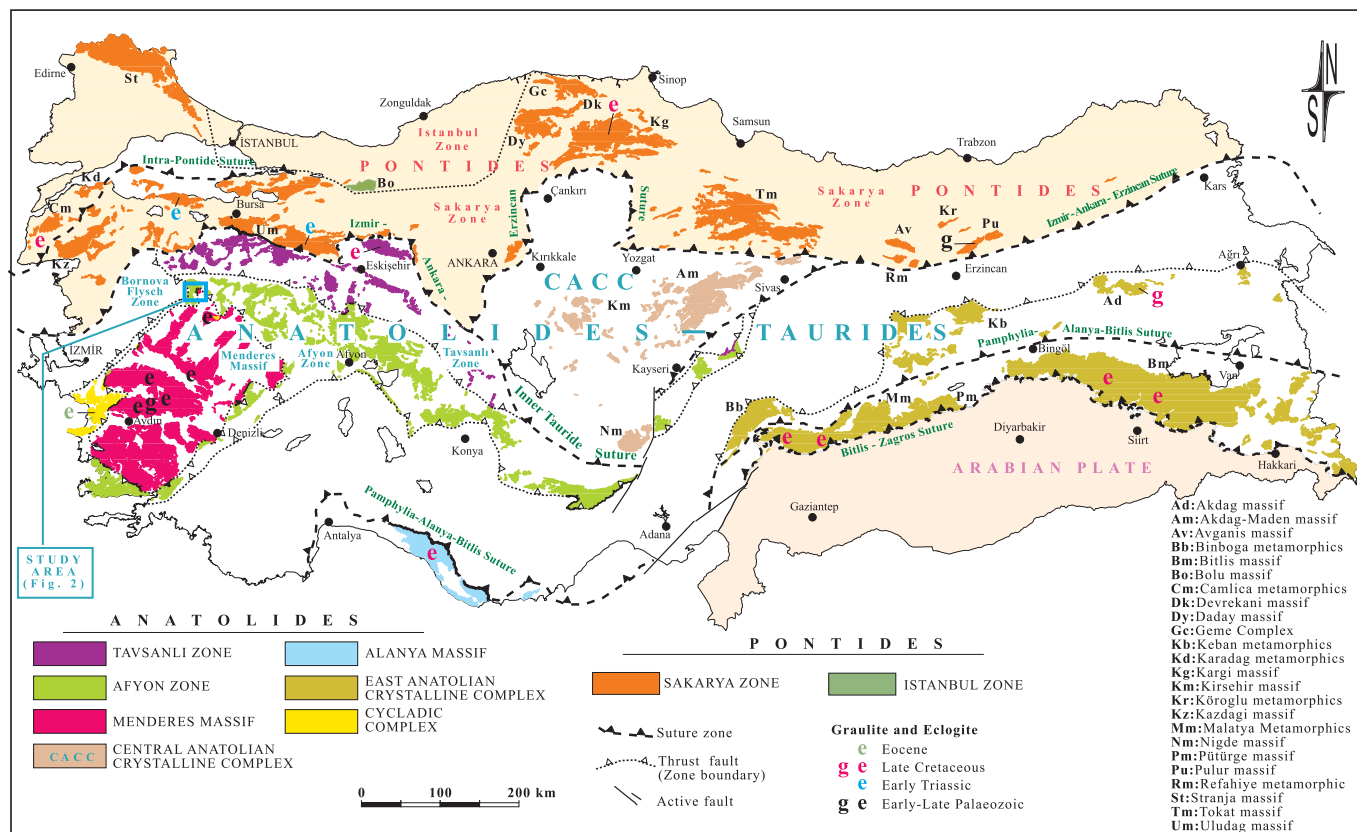 N
S
Edirne
St
Sinop
Gc
Dk
e
Kg
Zonguldak
Istanbul
Zone
Samsun
Dy
İSTANBUL
Trabzon
Intra-Pontide Suture
PONTIDES
Kd
Bo
Çankırı
Kars
Cm
e
Bursa
Sakarya
Zone
Erzincan
Suture
Tm
Sakarya
Zone
PONTIDES
Kr
Pu
Izmir-Ankara-Erzincan Suture
e
Um
e
Izmir -
Av
g
Kz
e
Eskişehir
ANKARA
Ankara-
Kırıkkale
Yozgat
Am
Rm
Erzincan
Ağrı
Bornova
Flysch
Zone
CACC
Sivas
Ad
g
e
Km
Kb
ANATOLIDES — TAURIDES
Pamphylia-
Alanya-Bitlis Suture
İZMİR
Menderes
Massif
Afyon
Zone
Afyon
Tavsanlı
Zone
Bingöl
Bm
e
e
Kayseri
Van
e
e
e
g
e
Aydın
Inner Tauride
Suture
Mm
Pm
e
Bb
Denizli
Konya
Nm
e
e
Bitlis - Zagros Suture
Diyarbakir
Siirt
ARABIAN PLATE
Hakkari
Pamphylia-Alanya-Bitlis Suture
Gaziantep
Antalya
Adana
e
STUDY
AREA
(Fig. 2)
ANATOLIDES
TAVSANLI ZONE
ALANYA MASSIF
AFYON ZONE
EAST ANATOLIAN
CRYSTALLINE COMPLEX
MENDERES MASSIF
CYCLADIC
COMPLEX
CACC
CENTRAL ANATOLIAN
CRYSTALLINE COMPLEX
0
100
200 km
PONTIDES
SAKARYA ZONE
ISTANBUL ZONE
Suture zone
Thrust fault
(Zone boundary)
Active fault
Graulite and Eclogite
e Eocene
g e Late Cretaceous
e Early Triassic
g e Early-Late Palaeozoic
Ad:Akdag massif
Am:Akdag-Maden massif
Av:Avganis massif
Bb:Binboga metamorphics
Bm:Bitlis massif
Bo:Bolu massif
Cm:Camlica metamorphics
Dk:Devrekani massif
Dy:Daday massif
Gc:Geme Complex
Kb:Keban metamorphics
Kd:Karadag metamorphics
Kg:Kargi massif
Km:Kirsehir massif
Kr:Köroglu metamorphics
Kz:Kazdagi massif
Mm:Malatya Metamorphics
Nm:Nigde massif
Pm:Pütürge massif
Pu:Pulur massif
Rm:Refahiye metamorphic
St:Stranja massif
Tm:Tokat massif
Um:Uludag massif